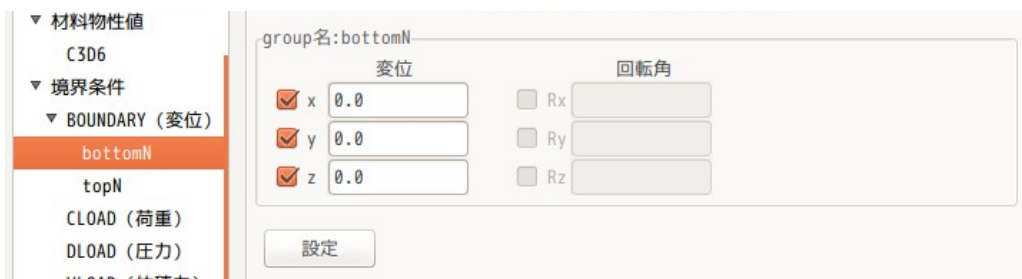 ▼ 材料物性値
C3D6
▼ 境界条件
▼ BOUNDARY (変位)
bottomN
topN
CLOAD (荷重)
DLOAD (圧力)
group名:bottomN
変位 回転角
x 0.0 Rx
y 0.0 Ry
z 0.0 Rz
設定